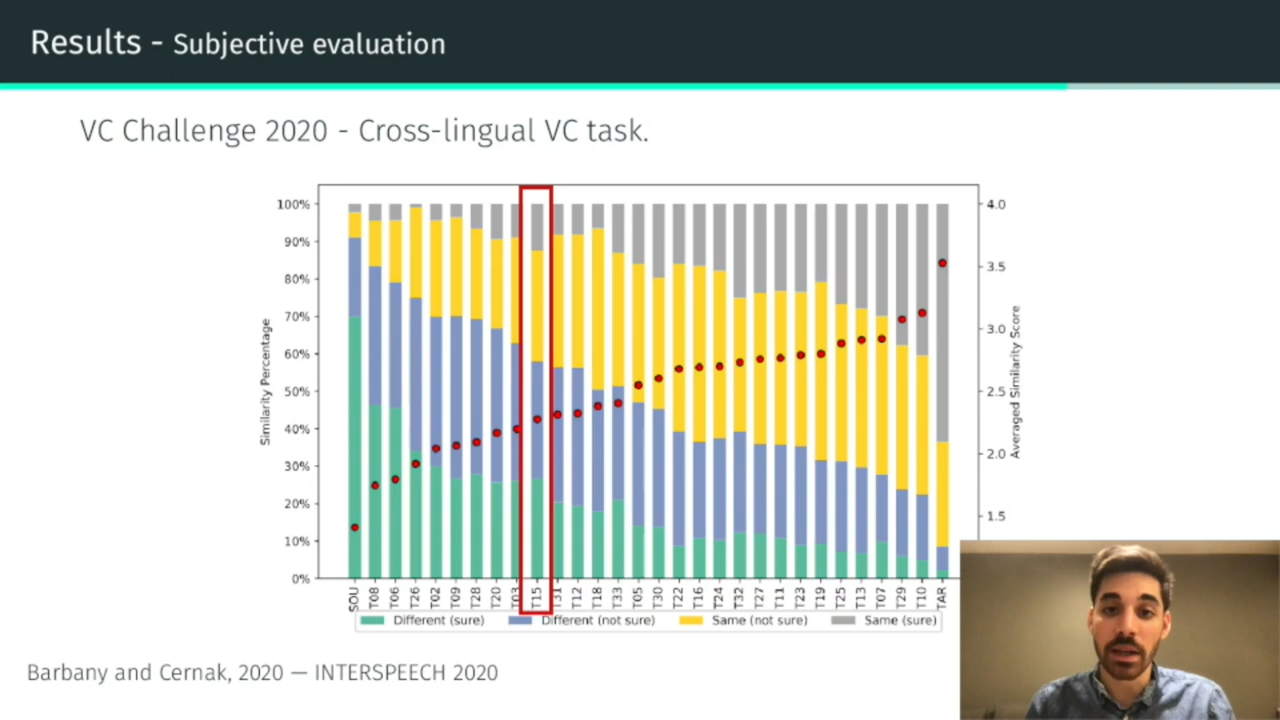 Results - Subjective evaluation
VC Challenge 2020 - Cross-lingual VC task.
100%
90%
80%
70%
60%
50%
40%
30%
20%
10%
0%
Similarity Percentage
4.0
3.5
3.0
2.5
2.0
1.5
Averaged Similarity Score
SOU T08 T06 T26 T02 T09 T28 T20 T03 T15 T31 T12 T18 T33 T05 T30 T22 T16 T24 T32 T27 T11 T23 T19 T25 T13 T07 T29 T10 TAR
Different (sure) Different (not sure) Same (not sure) Same (sure)
Barbany and Cernak, 2020 — INTERSPEECH 2020